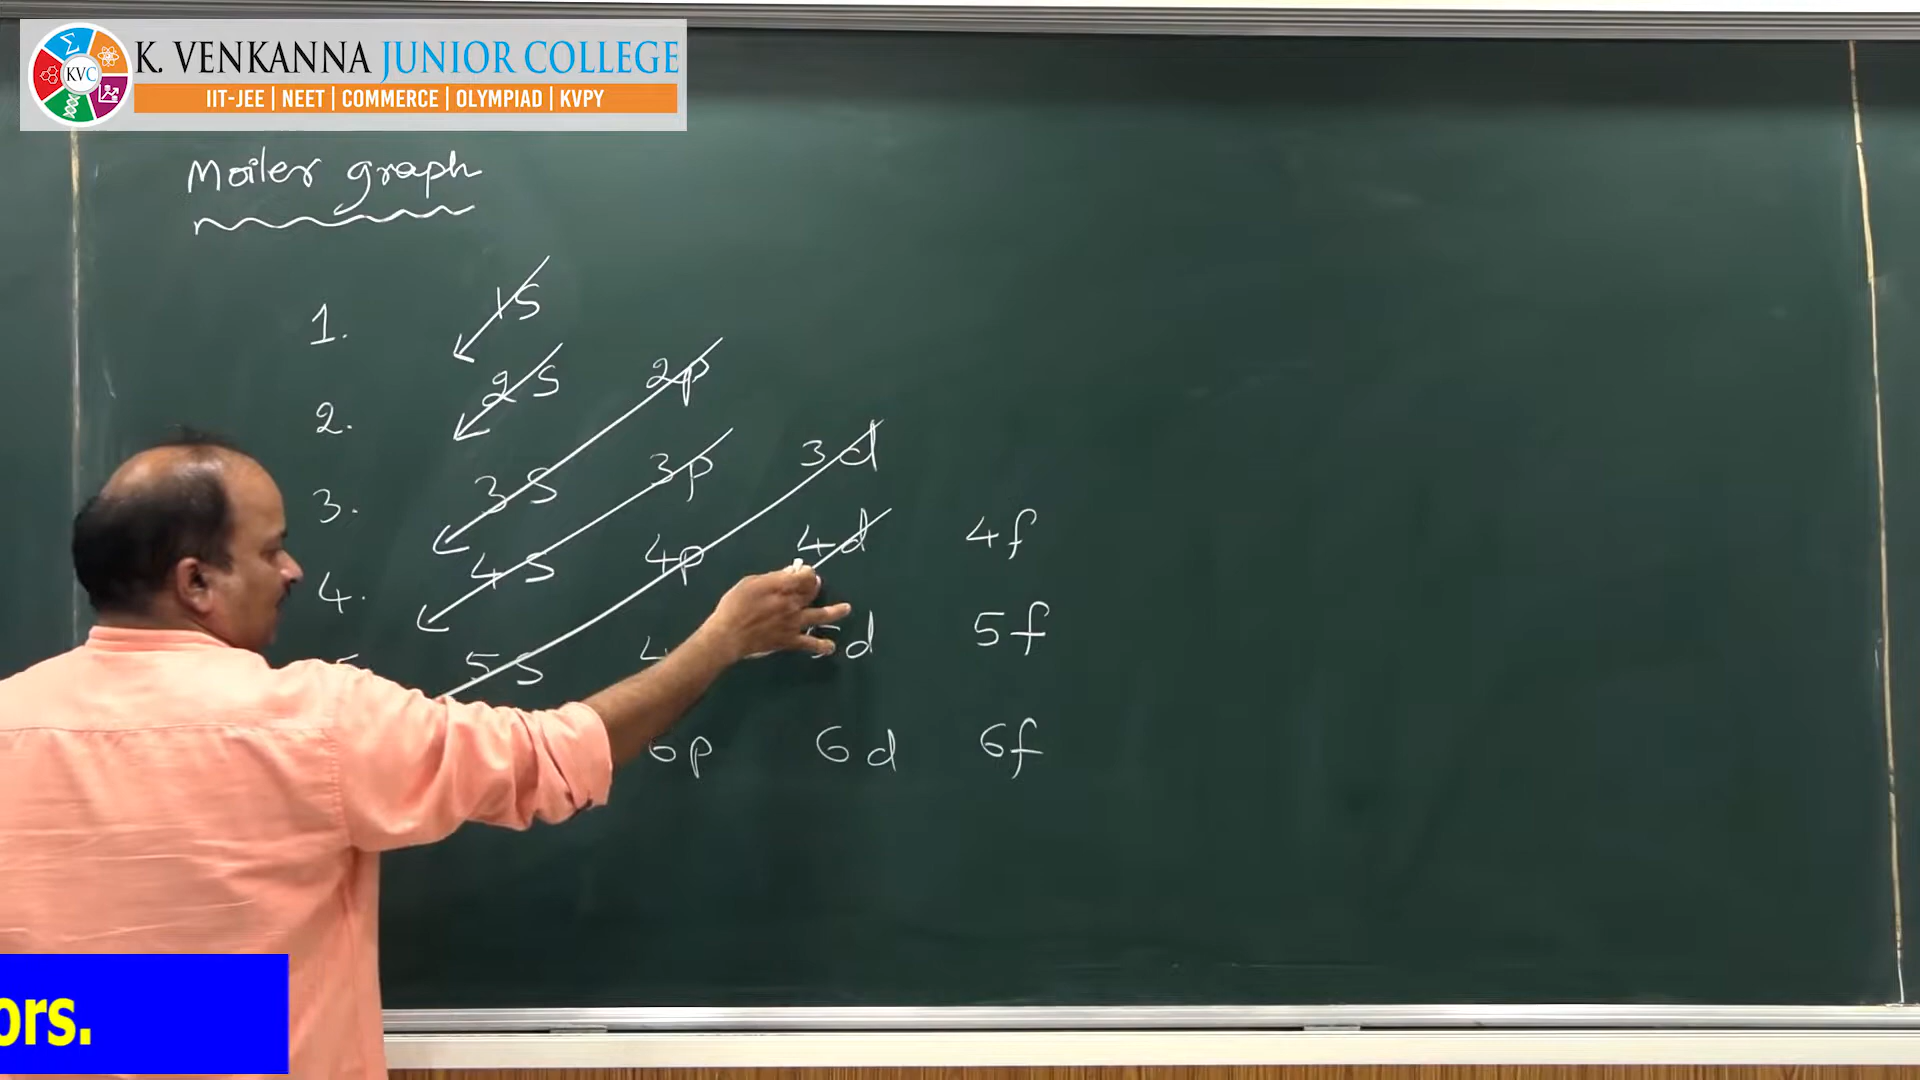 K. VENKANNA JUNIOR COLLEGE
KVC
IIT-JEE | NEET | COMMERCE | OLYMPIAD | KVPY
Moiler graph
1. 1S
2. 2S 2p
3. 3S 3p 3d
4. 4S 4p 4d 4f
5S 5d 5f
6p 6d 6f
ors.